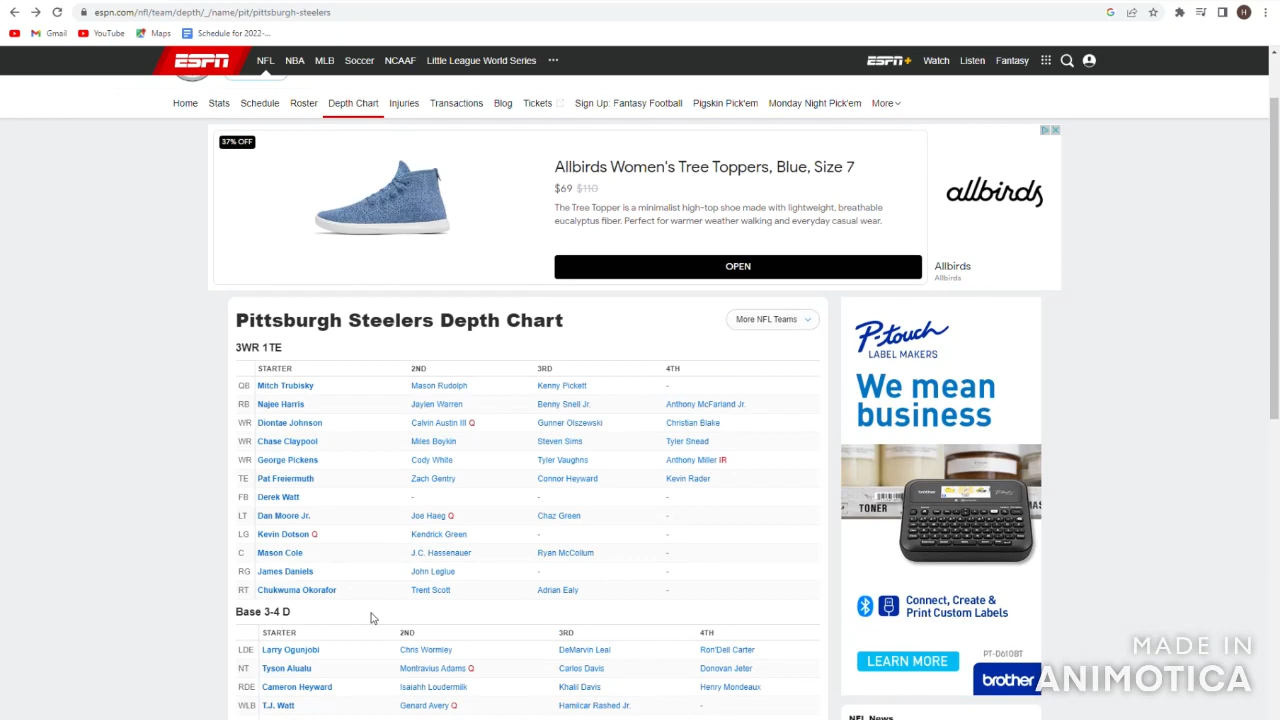 espn.com/nfl/team/depth/_/name/pit/pittsburgh-steelers
H
Gmail YouTube Maps Schedule for 2022-...
ESPN NFL NBA MLB Soccer NCAAF Little League World Series ••• ESPN+ Watch Listen Fantasy
Home Stats Schedule Roster Depth Chart Injuries Transactions Blog Tickets Sign Up: Fantasy Football Pigskin Pick'em Monday Night Pick'em More
37% OFF
Allbirds Women's Tree Toppers, Blue, Size 7
$69 $110
The Tree Topper is a minimalist high-top shoe made with lightweight, breathable
eucalyptus fiber. Perfect for warmer weather walking and everyday casual wear.
OPEN
allbirds
Allbirds
Allbirds
Pittsburgh Steelers Depth Chart More NFL Teams
3WR 1TE
STARTER 2ND 3RD 4TH
QB Mitch Trubisky Mason Rudolph Kenny Pickett -
RB Najee Harris Jaylen Warren Benny Snell Jr. Anthony McFarland Jr.
WR Diontae Johnson Calvin Austin III Q Gunner Olszewski Christian Blake
WR Chase Claypool Miles Boykin Steven Sims Tyler Snead
WR George Pickens Cody White Tyler Vaughns Anthony Miller IR
TE Pat Freiermuth Zach Gentry Connor Heyward Kevin Rader
FB Derek Watt - - -
LT Dan Moore Jr. Joe Haeg Q Chaz Green -
LG Kevin Dotson Q Kendrick Green - -
C Mason Cole J.C. Hassenauer Ryan McCollum -
RG James Daniels John Leglue - -
RT Chukwuma Okorafor Trent Scott Adrian Ealy -
Base 3-4 D
STARTER 2ND 3RD 4TH
LDE Larry Ogunjobi Chris Wormley DeMarvin Leal Ron'Dell Carter
NT Tyson Alualu Montravius Adams Q Carlos Davis Donovan Jeter
RDE Cameron Heyward Isaiahh Loudermilk Khalil Davis Henry Mondeaux
WLB T.J. Watt Genard Avery Q Hamilcar Rashed Jr. -
P-touch
LABEL MAKERS
We mean
business
TONER
brother
Connect, Create &
Print Custom Labels
PT-D610BT
LEARN MORE
brother
NFL News
MADE IN
ANIMOTICA